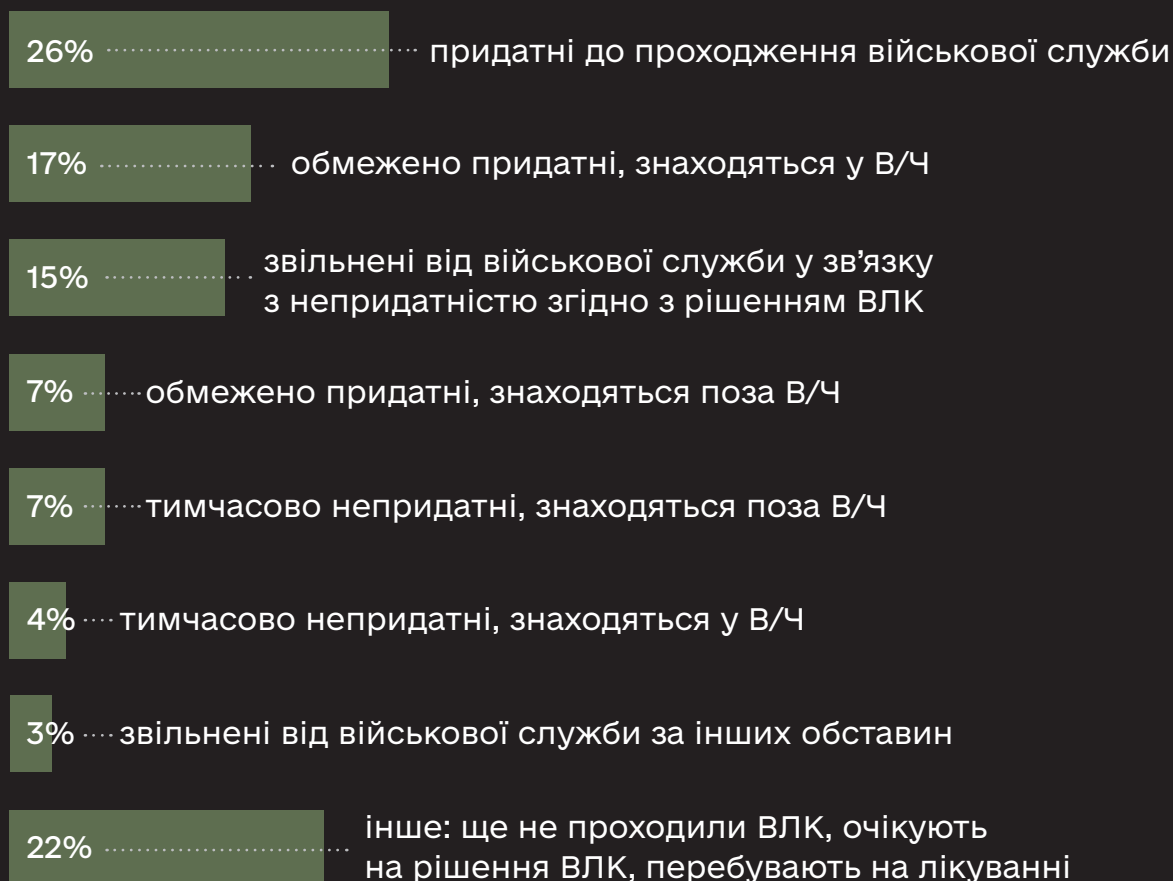 26% придатні до проходження військової служби
17% обмежено придатні, знаходяться у В/Ч
15% звільнені від військової служби у зв’язку
з непридатністю згідно з рішенням ВЛК
7% обмежено придатні, знаходяться поза В/Ч
7% тимчасово непридатні, знаходяться поза В/Ч
4% тимчасово непридатні, знаходяться у В/Ч
3% звільнені від військової служби за інших обставин
22% інше: ще не проходили ВЛК, очікують
на рішення ВЛК, перебувають на лікуванні